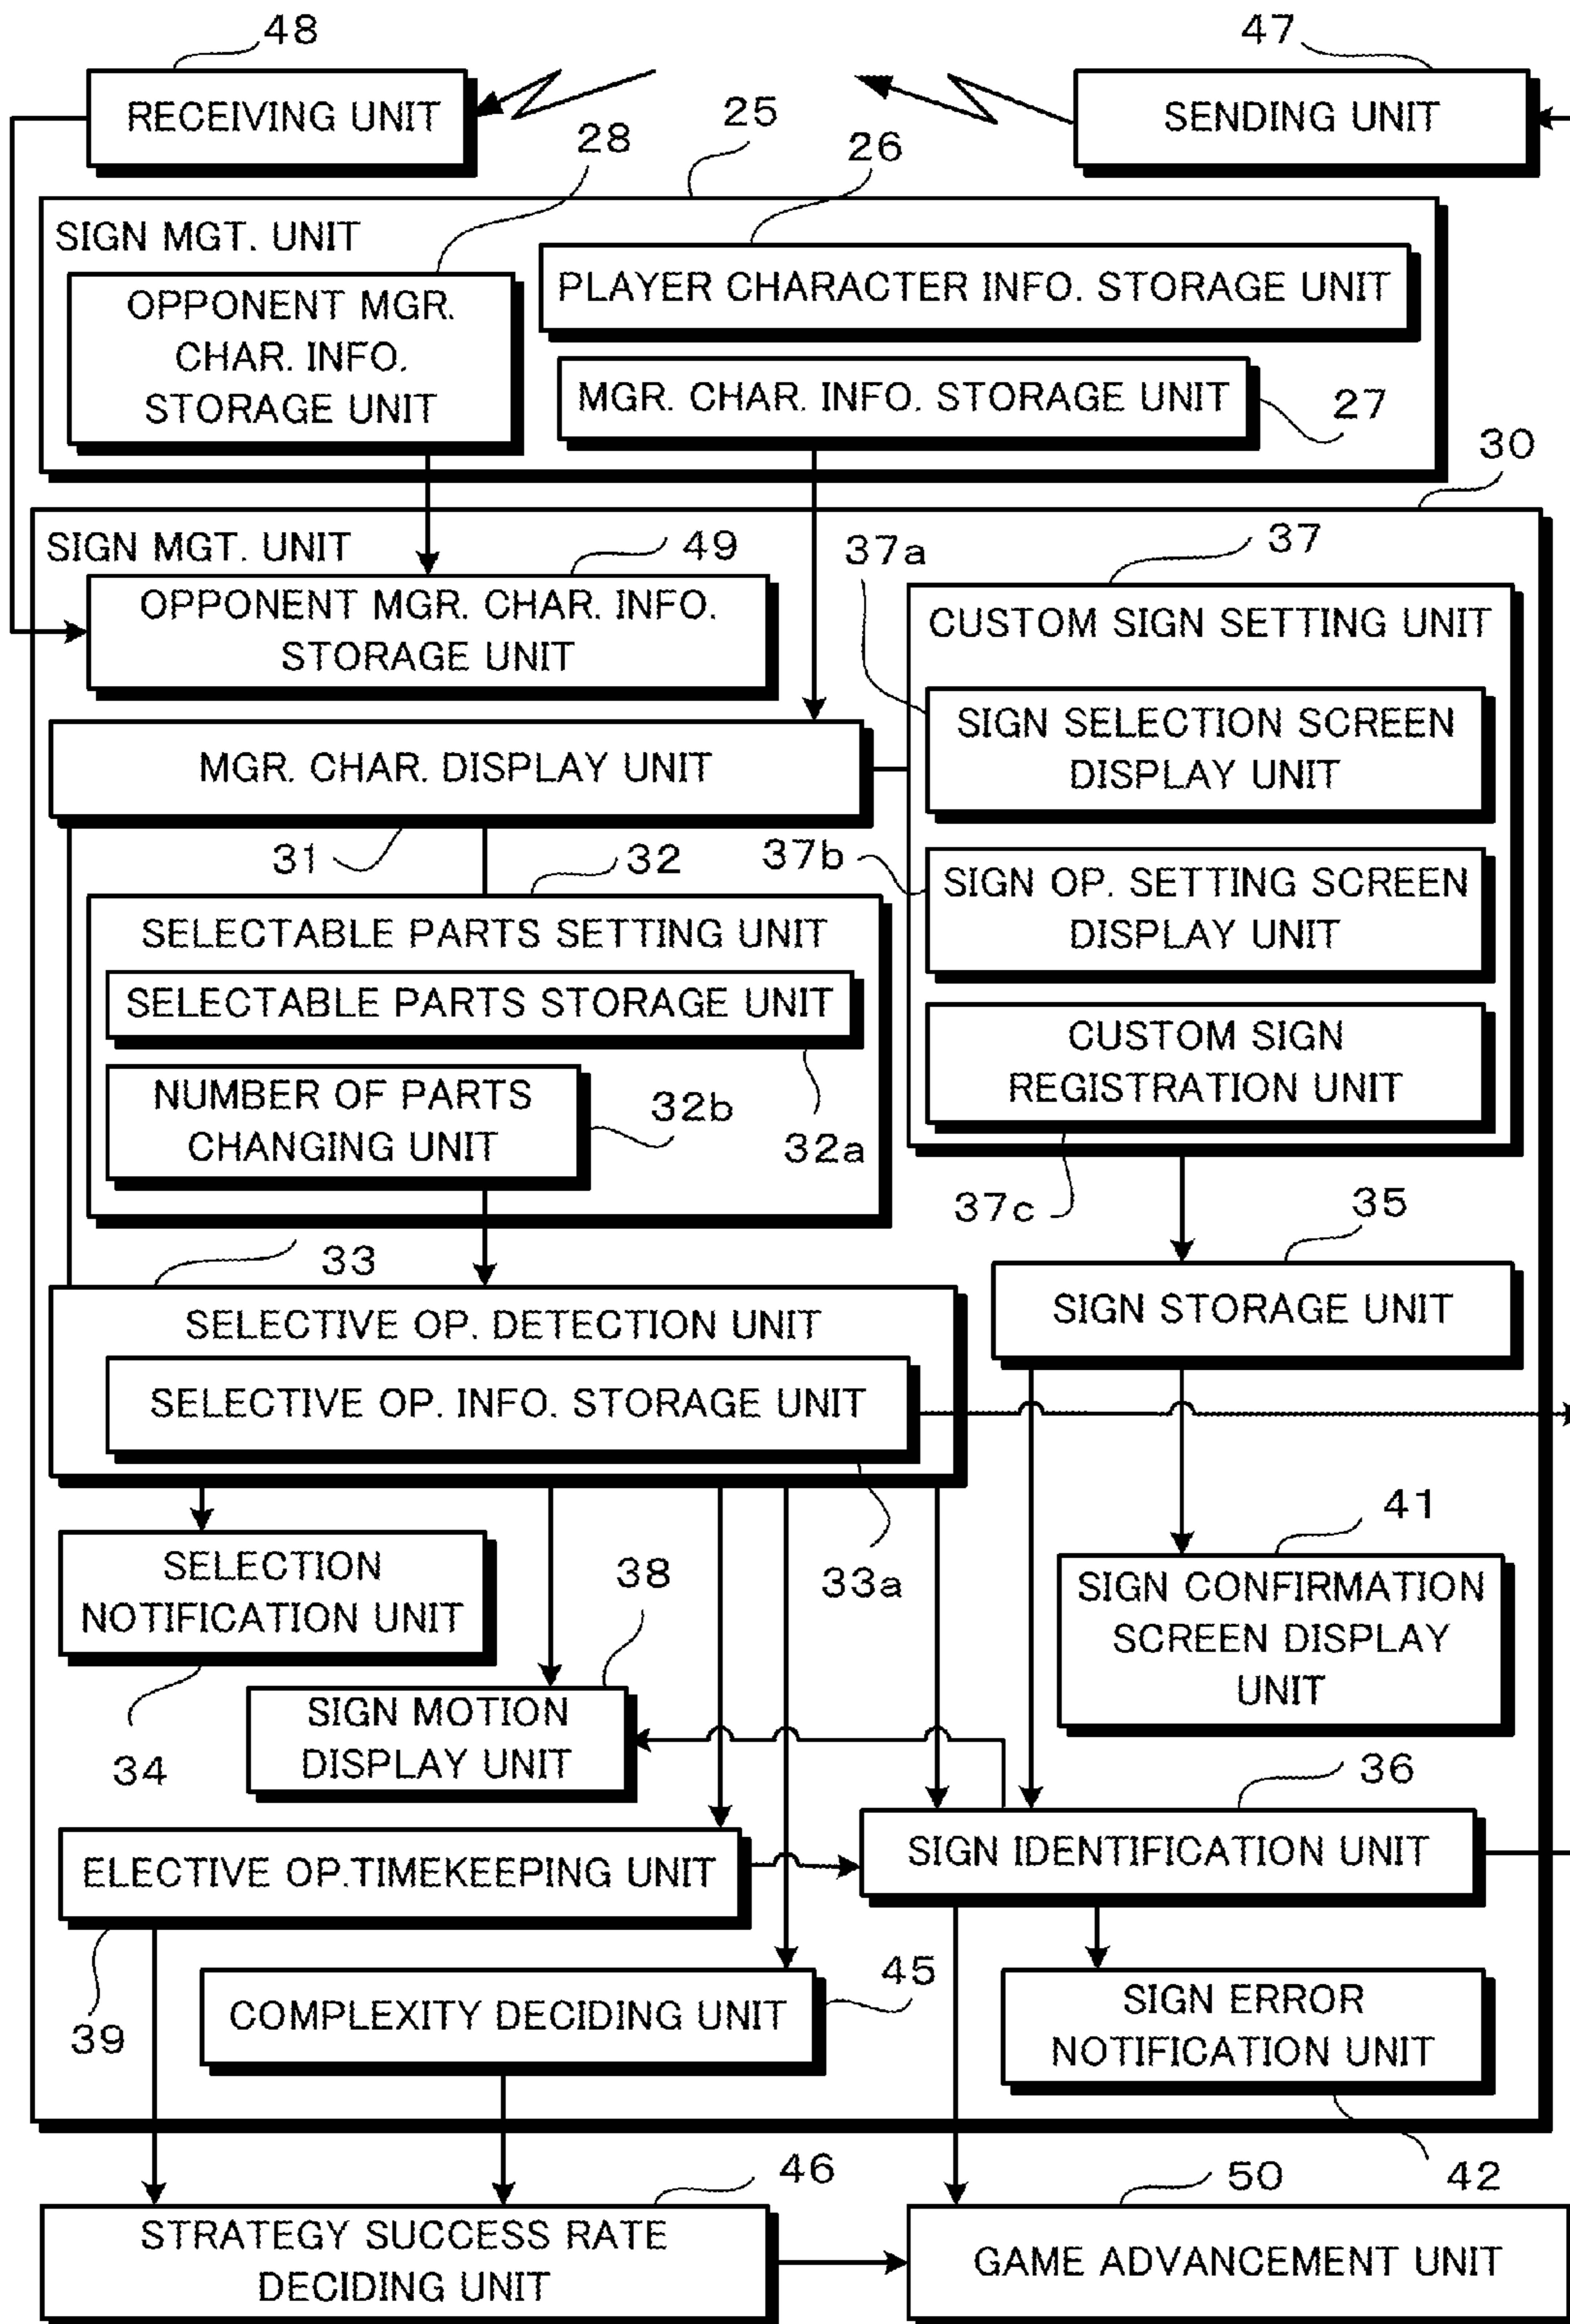 48
47
RECEIVING UNIT
SENDING UNIT
25
28
26
SIGN MGT. UNIT
OPPONENT MGR.
CHAR. INFO.
STORAGE UNIT
PLAYER CHARACTER INFO. STORAGE UNIT
MGR. CHAR. INFO. STORAGE UNIT
27
30
SIGN MGT. UNIT
49
37a
37
OPPONENT MGR. CHAR. INFO.
STORAGE UNIT
CUSTOM SIGN SETTING UNIT
SIGN SELECTION SCREEN
DISPLAY UNIT
MGR. CHAR. DISPLAY UNIT
31
32
37b
SIGN OP. SETTING SCREEN
DISPLAY UNIT
SELECTABLE PARTS SETTING UNIT
SELECTABLE PARTS STORAGE UNIT
CUSTOM SIGN
REGISTRATION UNIT
NUMBER OF PARTS
CHANGING UNIT
32b
32a
37c
35
33
SELECTIVE OP. DETECTION UNIT
SIGN STORAGE UNIT
SELECTIVE OP. INFO. STORAGE UNIT
41
SELECTION
NOTIFICATION UNIT
38
33a
SIGN CONFIRMATION
SCREEN DISPLAY
UNIT
SIGN MOTION
DISPLAY UNIT
34
36
ELECTIVE OP.TIMEKEEPING UNIT
SIGN IDENTIFICATION UNIT
39
45
COMPLEXITY DECIDING UNIT
SIGN ERROR
NOTIFICATION UNIT
46
50
42
STRATEGY SUCCESS RATE
DECIDING UNIT
GAME ADVANCEMENT UNIT